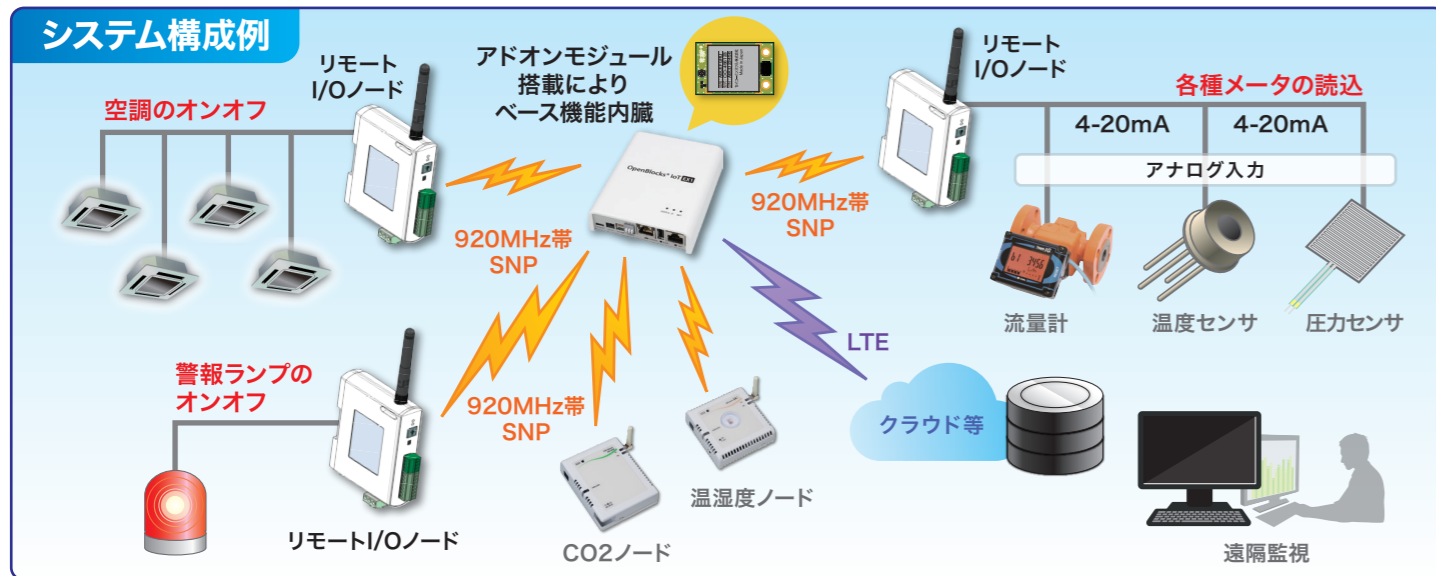 システム構成例
リモート
I/Oノード
空調のオンオフ
アドオンモジュール
搭載により
ベース機能内臓
リモート
I/Oノード
各種メータの読込
4-20mA
4-20mA
アナログ入力
OpenBlocks® IoT
920MHz帯
SNP
920MHz帯
SNP
流量計
温度センサ
圧力センサ
LTE
警報ランプの
オンオフ
920MHz帯
SNP
クラウド等
温湿度ノード
リモートI/Oノード
CO2ノード
遠隔監視